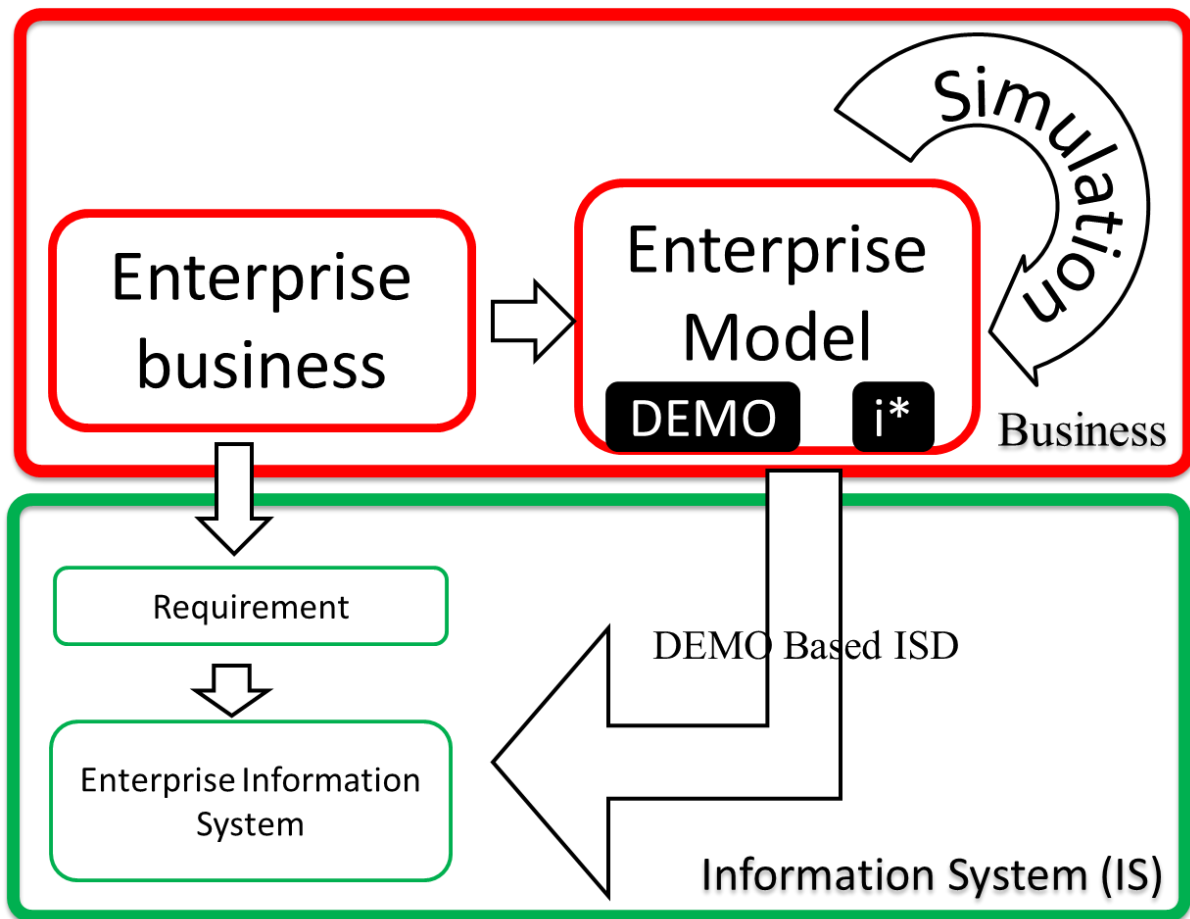 Simulation
Enterprise
business
Enterprise
Model
DEMO
i*
Business
Requirement
DEMO Based ISD
Enterprise Information
System
Information System (IS)